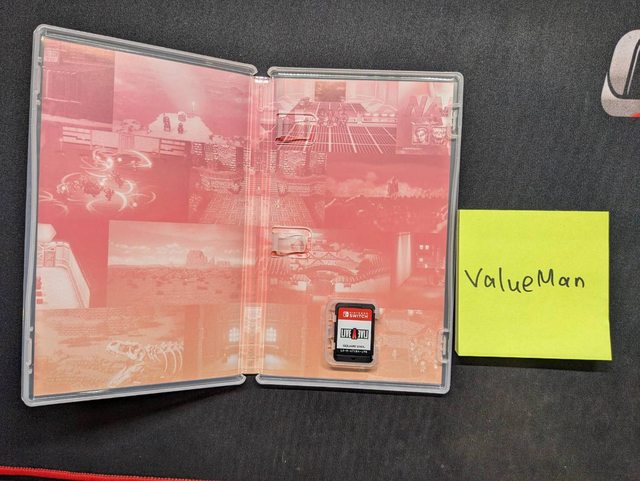 NINTENDO
SWITCH
LIVE A LIVE
SQUARE ENIX
ValueMan